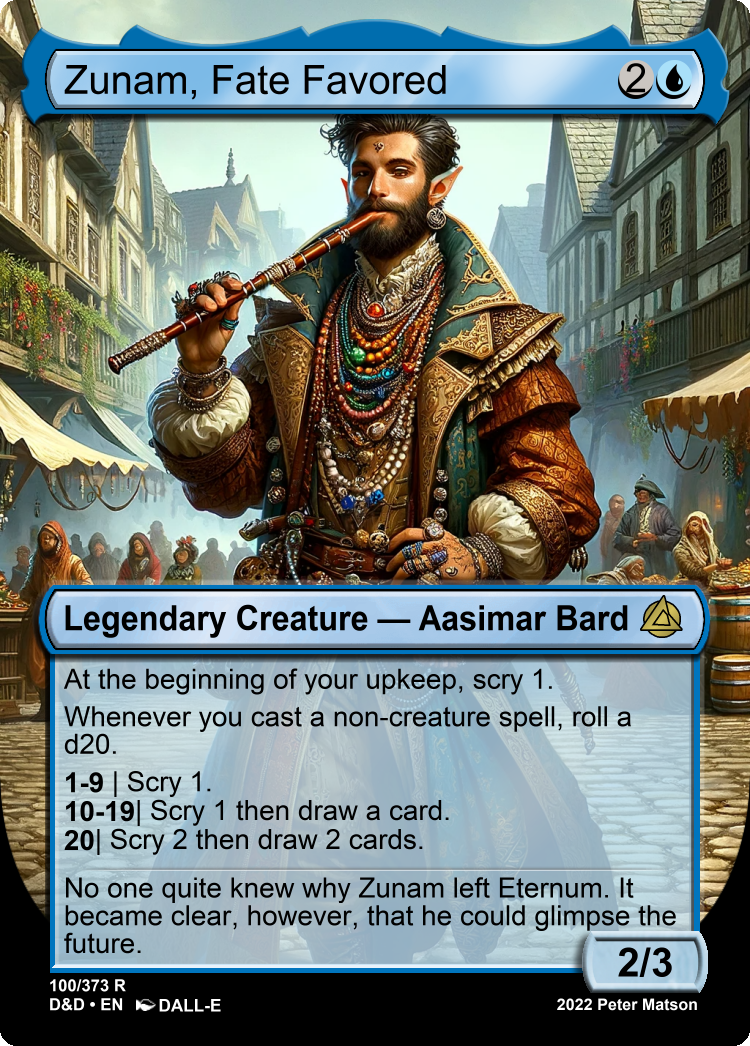 Zunam, Fate Favored 2
Legendary Creature — Aasimar Bard
At the beginning of your upkeep, scry 1.
Whenever you cast a non-creature spell, roll a
d20.
1-9 | Scry 1.
10-19| Scry 1 then draw a card.
20| Scry 2 then draw 2 cards.
No one quite knew why Zunam left Eternum. It
became clear, however, that he could glimpse the
future.
2/3
100/373 R
D&D • EN DALL-E
2022 Peter Matson